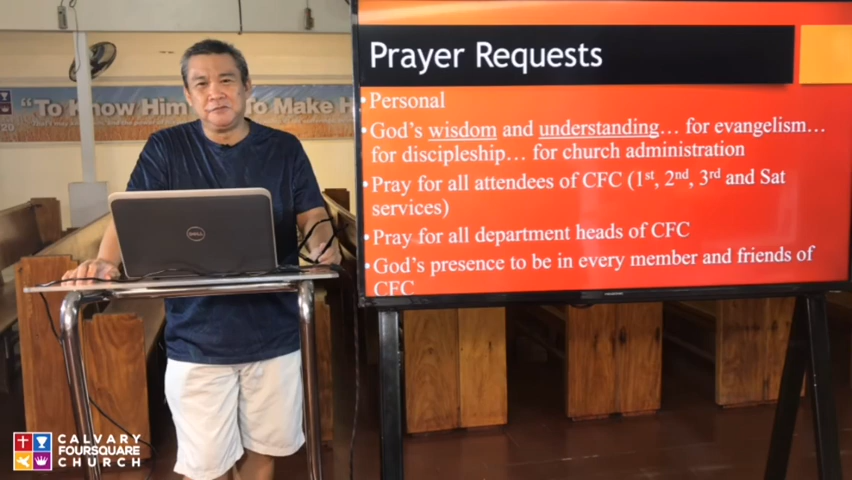 Prayer Requests
• Personal
• God's wisdom and understanding... for evangelism...
for discipleship... for church administration
• Pray for all attendees of CFC (1st, 2nd, 3rd and Sat
services)
• Pray for all department heads of CFC
• God's presence to be in every member and friends of
CFC
"To Know Him To Make H
DELL
CALVARY
FOURSQUARE
CHURCH